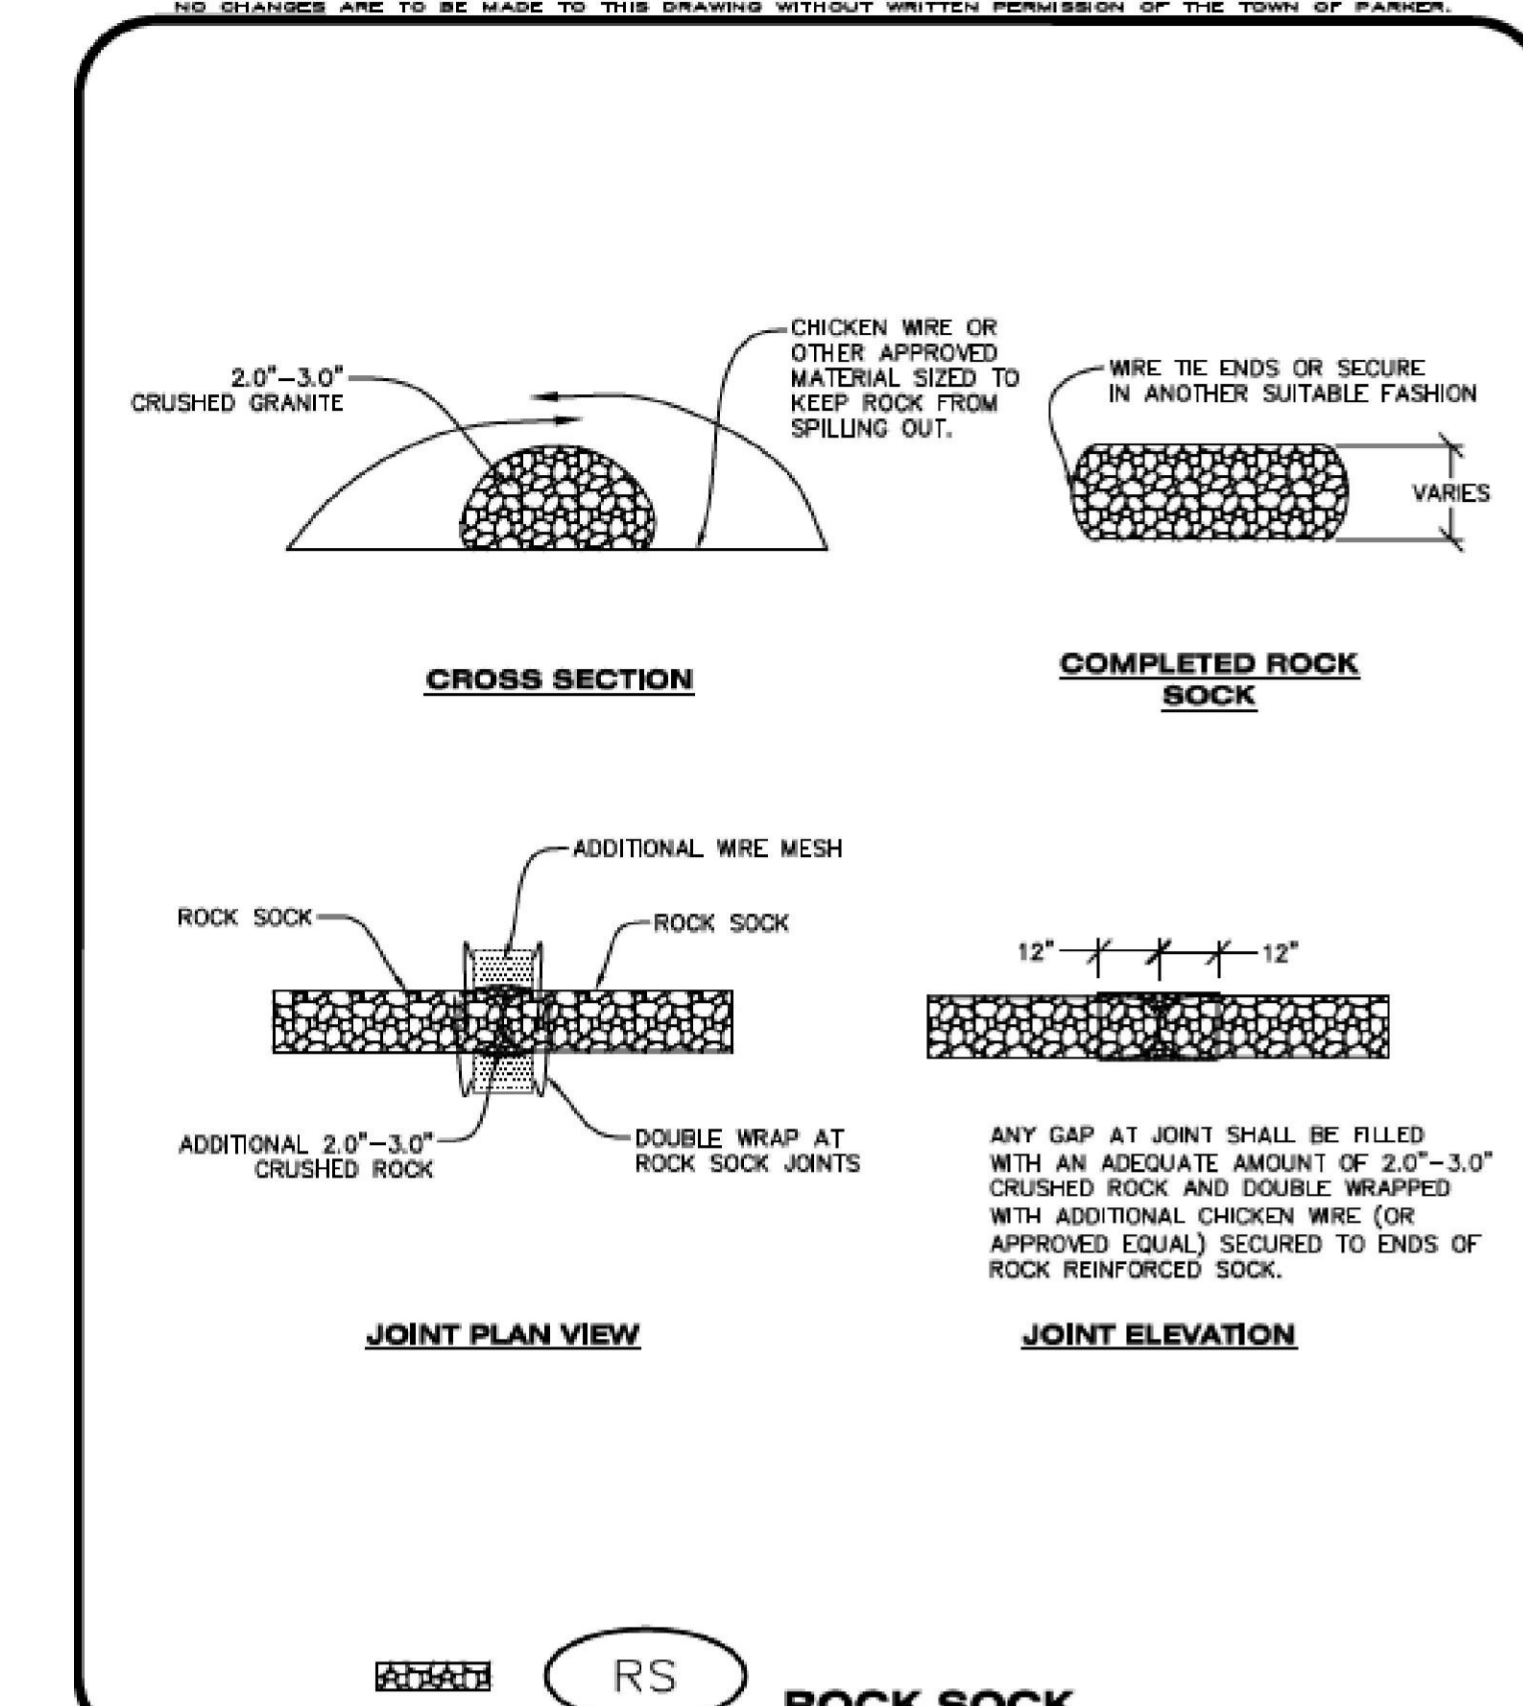 NO CHANGES ARE TO BE MADE TO THIS DRAWING WITHOUT WRITTEN PERMISSION OF THE TOWN OF PARKER.
2.0"-3.0"
CRUSHED GRANITE
CHICKEN WIRE OR
OTHER APPROVED
MATERIAL SIZED TO
KEEP ROCK FROM
SPILLING OUT.
WIRE TIE ENDS OR SECURE
IN ANOTHER SUITABLE FASHION
VARIES
CROSS SECTION
COMPLETED ROCK
SOCK
ADDITIONAL WIRE MESH
ROCK SOCK
ROCK SOCK
ADDITIONAL 2.0"-3.0"
CRUSHED ROCK
DOUBLE WRAP AT
ROCK SOCK JOINTS
12"
12"
ANY GAP AT JOINT SHALL BE FILLED
WITH AN ADEQUATE AMOUNT OF 2.0"-3.0"
CRUSHED ROCK AND DOUBLE WRAPPED
WITH ADDITIONAL CHICKEN WIRE (OR
APPROVED EQUAL) SECURED TO ENDS OF
ROCK REINFORCED SOCK.
JOINT PLAN VIEW
JOINT ELEVATION
RS
ROCK SOCK